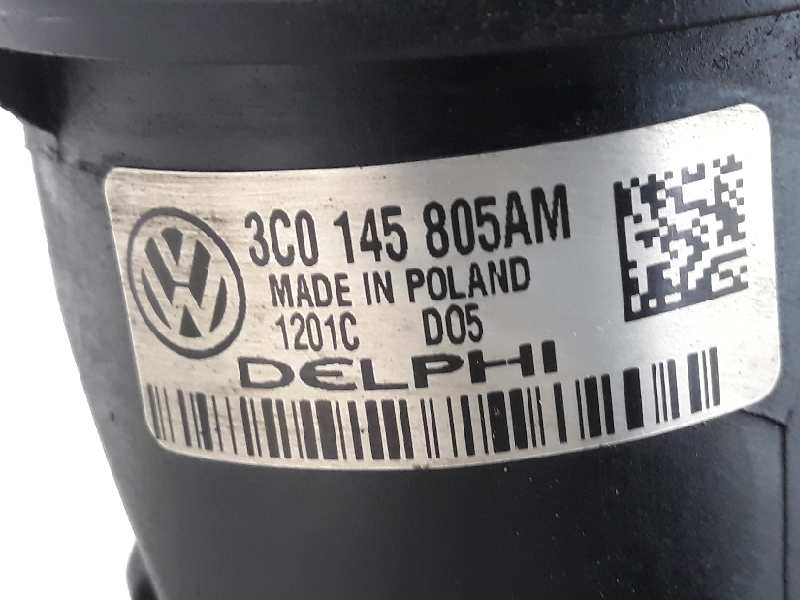 3C0 145 805AM
MADE IN POLAND
1201C D05
DELPHI